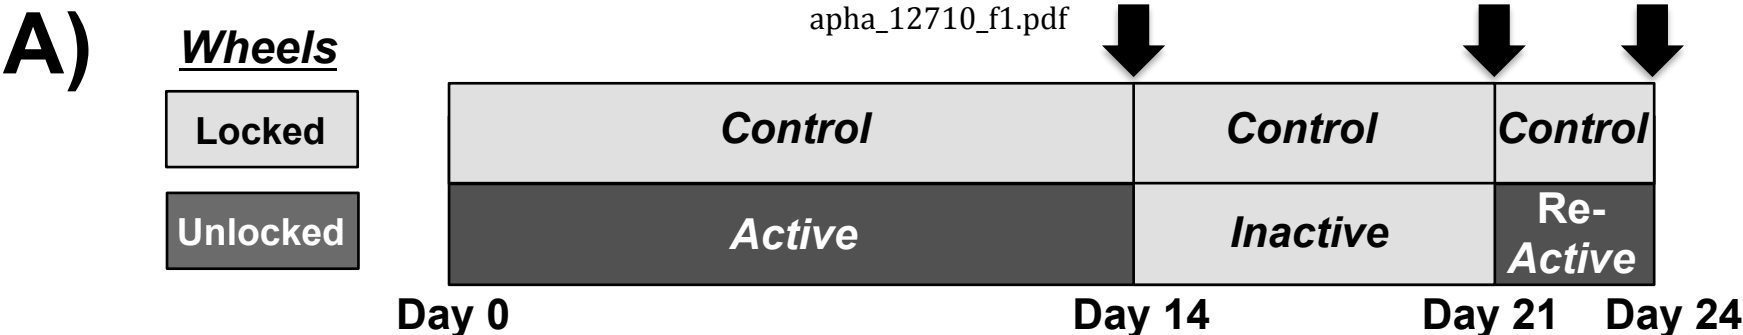 apha_12710_f1.pdf
A)
Wheels
Locked
Unlocked
Control
Control
Control
Active
Inactive
Re-
Active
Day 0
Day 14
Day 21
Day 24